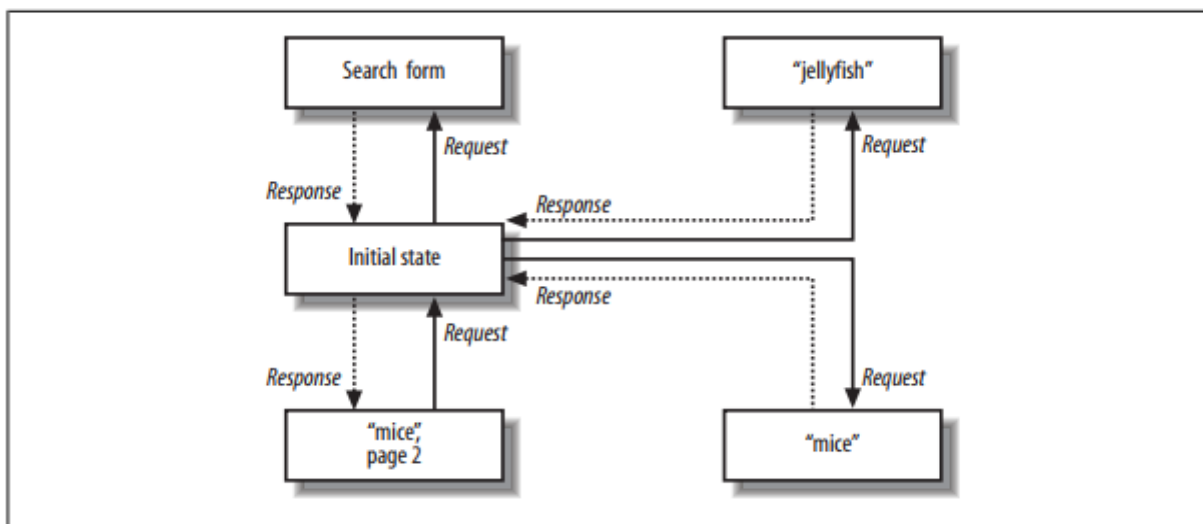 Search form
“jellyfish”
Request
Request
Response
Response
Initial state
Response
Request
Response
Request
“mice”,
page 2
“mice”